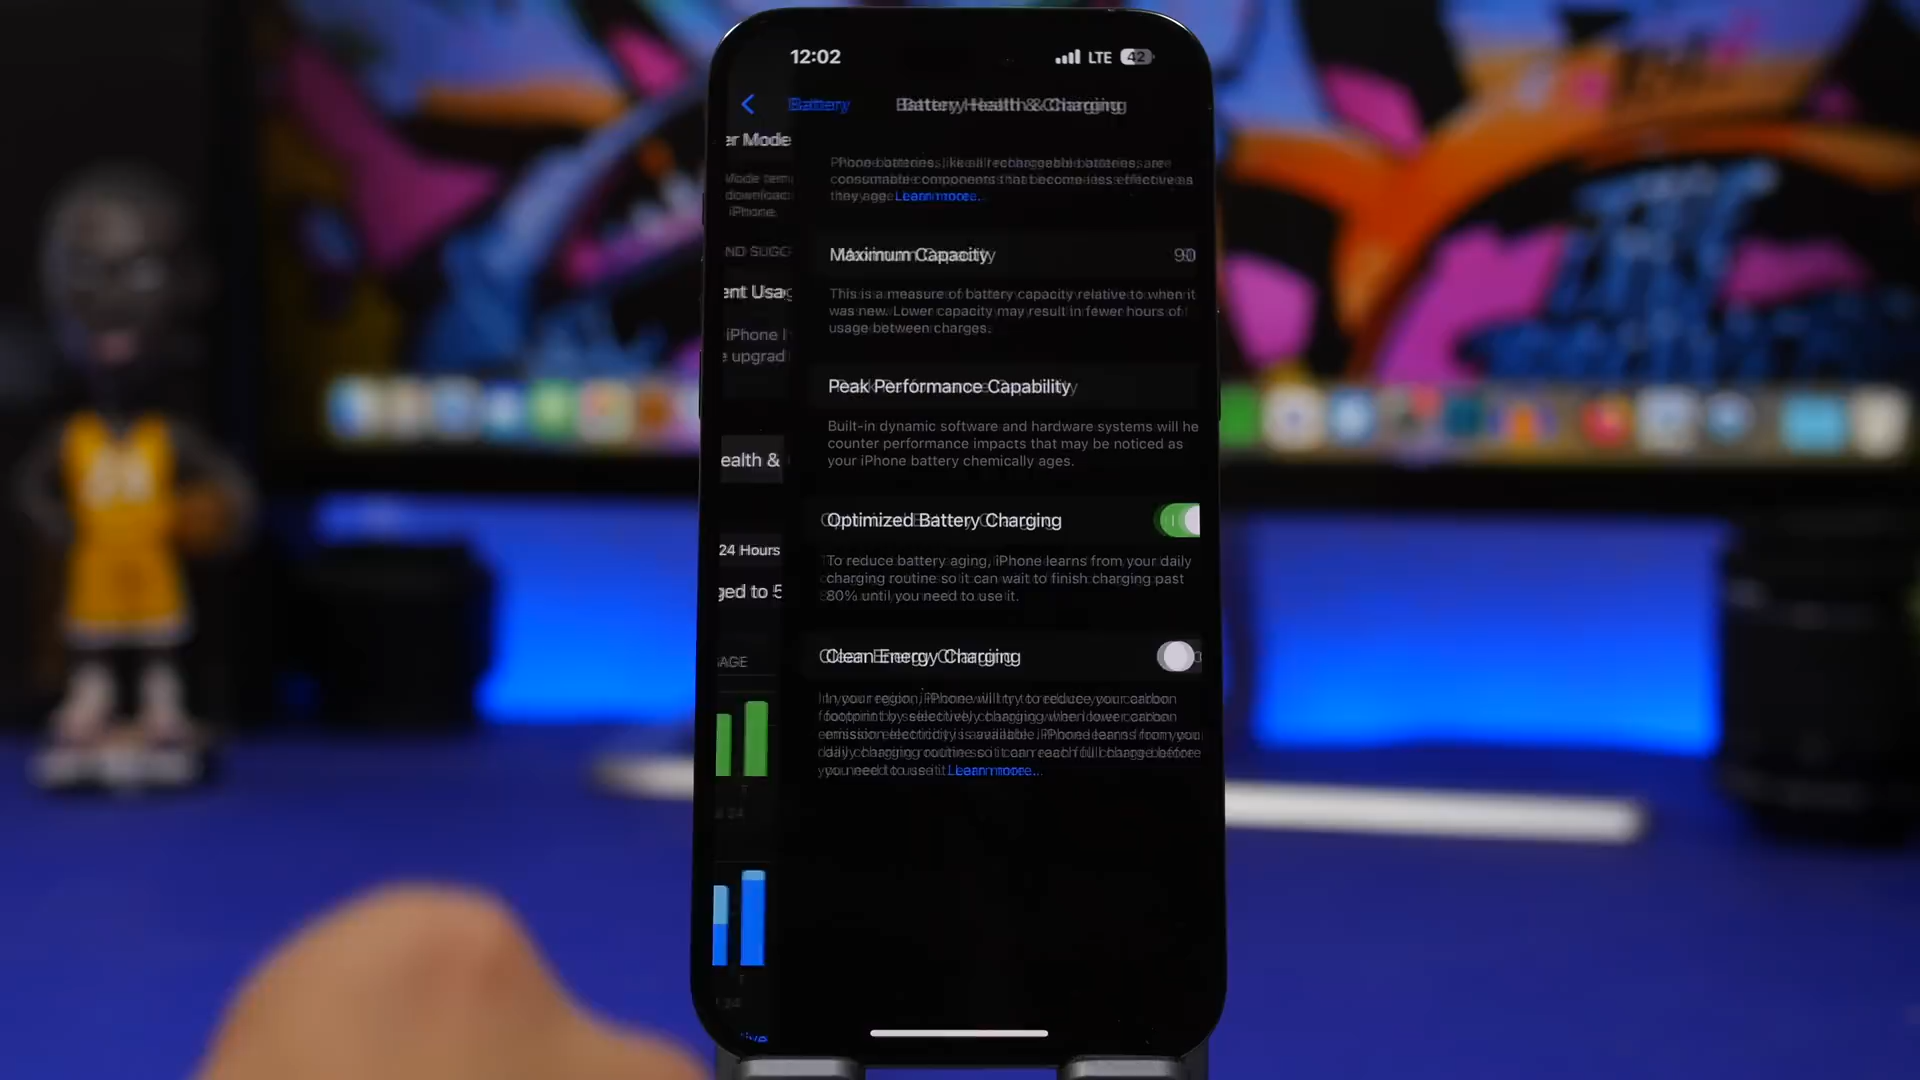 12:02
LTE 42
Battery
Battery Health & Charging
er Mode
Mode tem
download
iPhone.
Phone batteries, like all rechargeable batteries, are
consumable components that become less effective as
they age. Learn more...
ND SUGG
Maximum Capacity 90
ent Usag
This is a measure of battery capacity relative to when it
was new. Lower capacity may result in fewer hours of
usage between charges.
iPhone
e upgrad
Peak Performance Capability
Built-in dynamic software and hardware systems will he
counter performance impacts that may be noticed as
your iPhone battery chemically ages.
ealth &
Optimized Battery Charging
24 Hours
To reduce battery aging, iPhone learns from your daily
charging routine so it can wait to finish charging past
80% until you need to use it.
ged to 5
Clean Energy Charging
SAGE
In your region, iPhone will try to reduce your carbon
footprint by selectively charging when lower carbon
emission electricity is available. iPhone learns from your
daily charging routine so it can reach full charge before
you need to use it. Learn more...